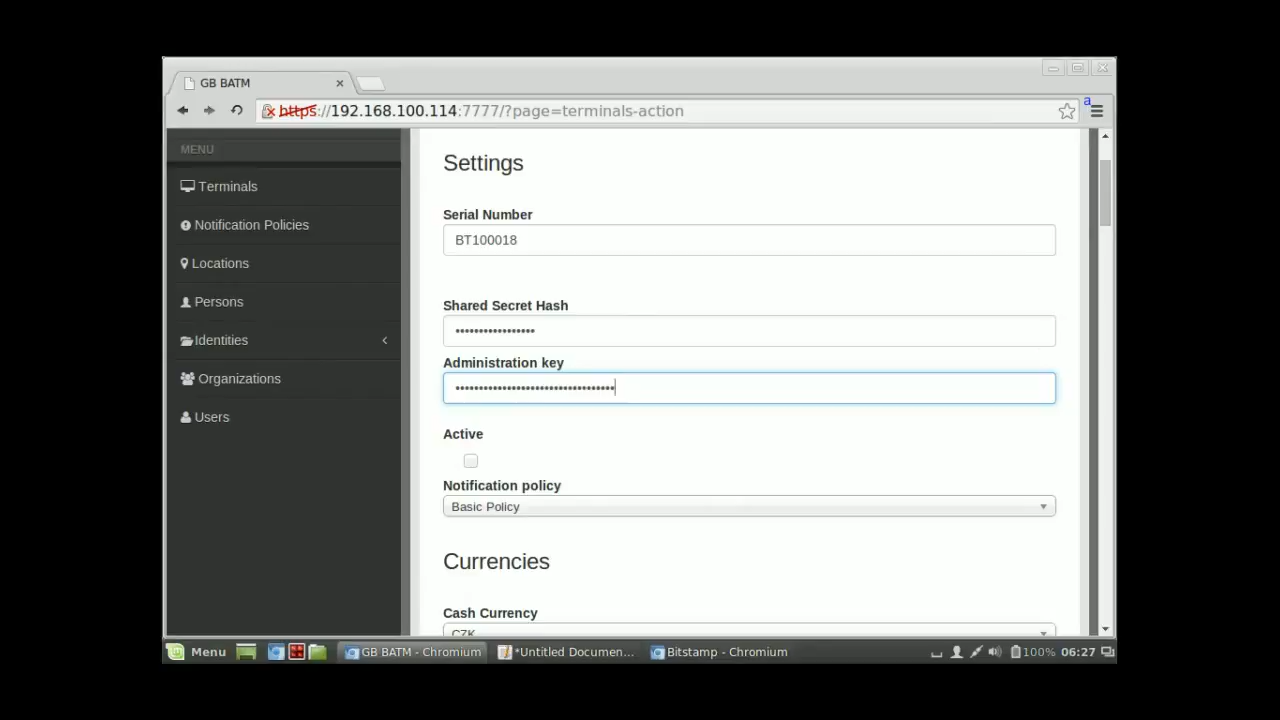 GB BATM
https://192.168.100.114:7777/?page=terminals-action
a
MENU
Terminals
Notification Policies
Locations
Persons
Identities
Organizations
Users
Settings
Serial Number
BT100018
Shared Secret Hash
Administration key
Active
Notification policy
Basic Policy
Currencies
Cash Currency
CZK
Menu
GB BATM - Chromium
*Untitled Documen...
Bitstamp - Chromium
100%
06:27